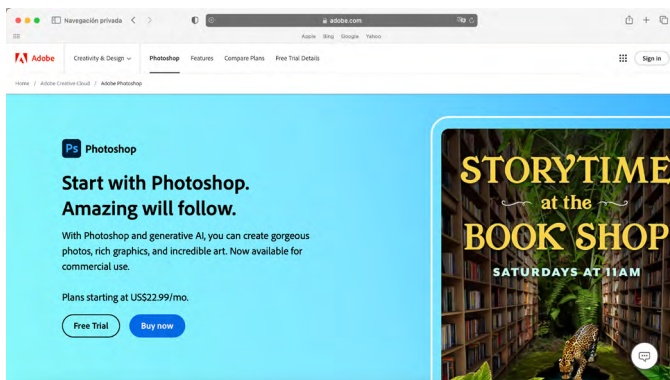 Navegación privada
adobe.com
Apple Bing Google Yahoo
Adobe Creativity & Design Photoshop Features Compare Plans Free Trial Details Sign in
Home / Adobe Creative Cloud / Adobe Photoshop
Ps Photoshop
Start with Photoshop.
Amazing will follow.
With Photoshop and generative AI, you can create gorgeous
photos, rich graphics, and incredible art. Now available for
commercial use.
Plans starting at US$22.99/mo.
Free Trial Buy now
STORYTIME
at the
BOOK SHOP
SATURDAYS AT 11AM